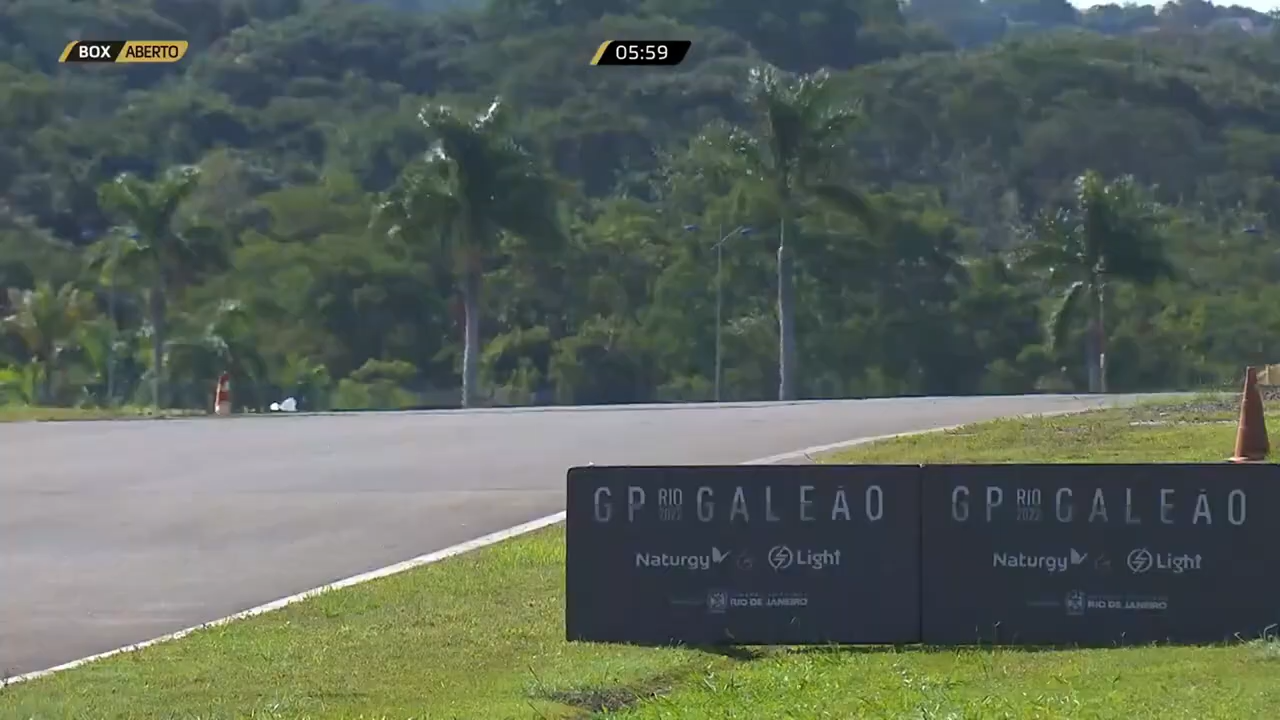 BOX ABERTO
05:59
GP RIO 2022 GALEÃO
Naturgy Light
RIO DE JANEIRO
GP RIO 2022 GALEÃO
Naturgy Light
RIO DE JANEIRO